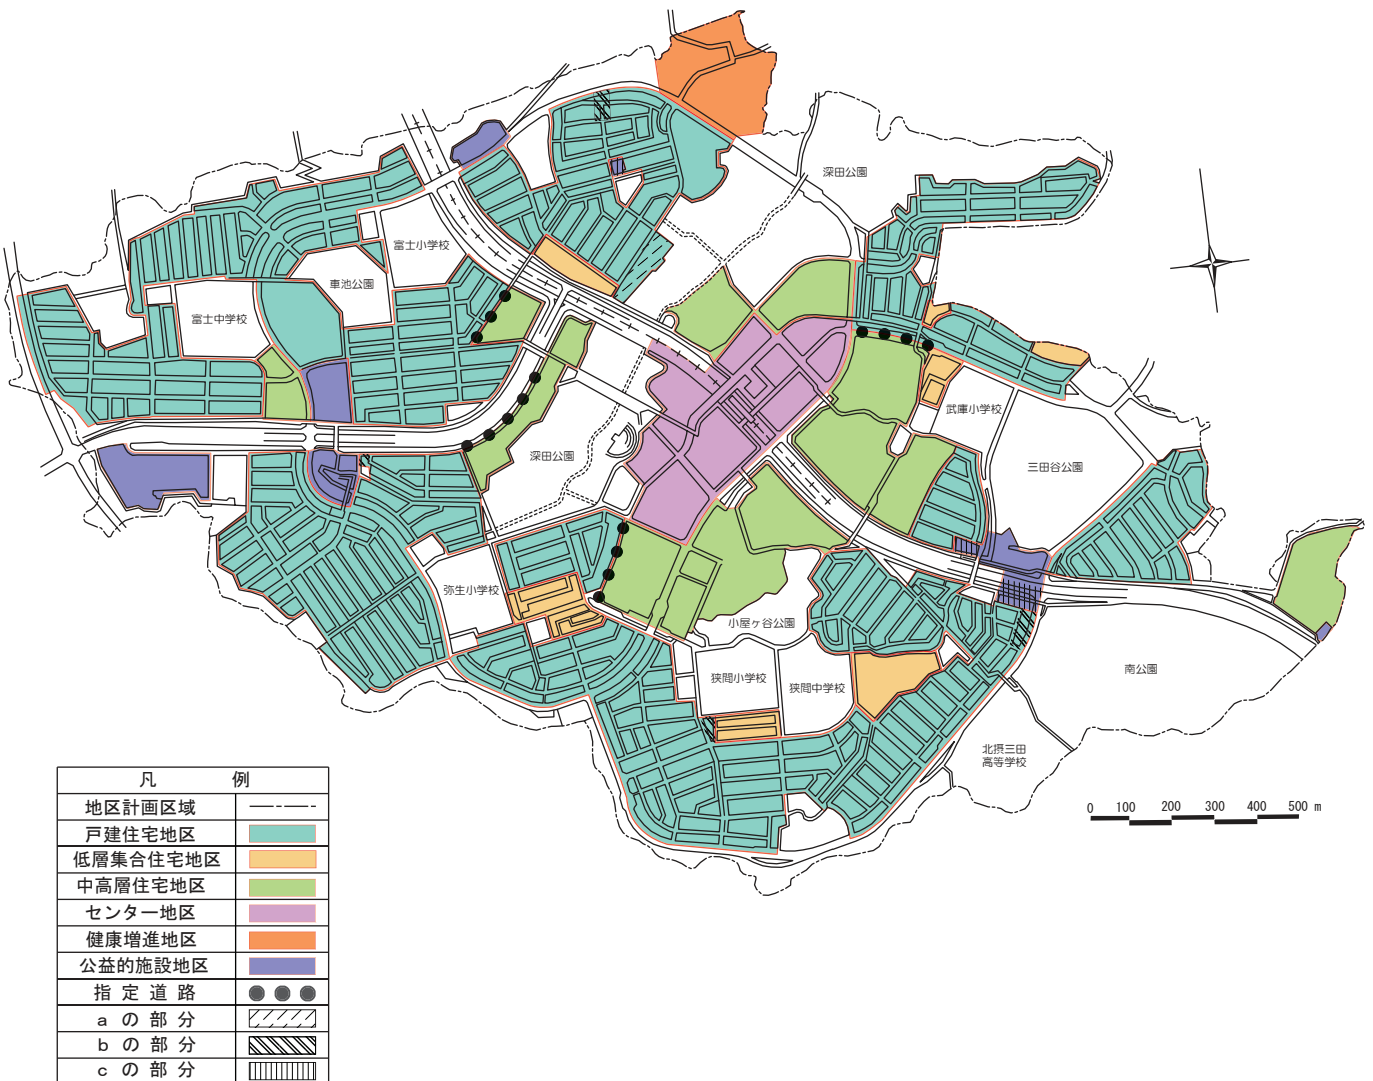 深田公園
富士小学校
車池公園
富士中学校
武庫小学校
三田谷公園
深田公園
弥生小学校
小屋ヶ谷公園
狭間小学校
狭間中学校
南公園
北摂三田
高等学校
0 100 200 300 400 500 m
凡 例
地区計画区域
戸建住宅地区
低層集合住宅地区
中高層住宅地区
センター地区
健康増進地区
公益的施設地区
指定道路
aの部分
bの部分
cの部分